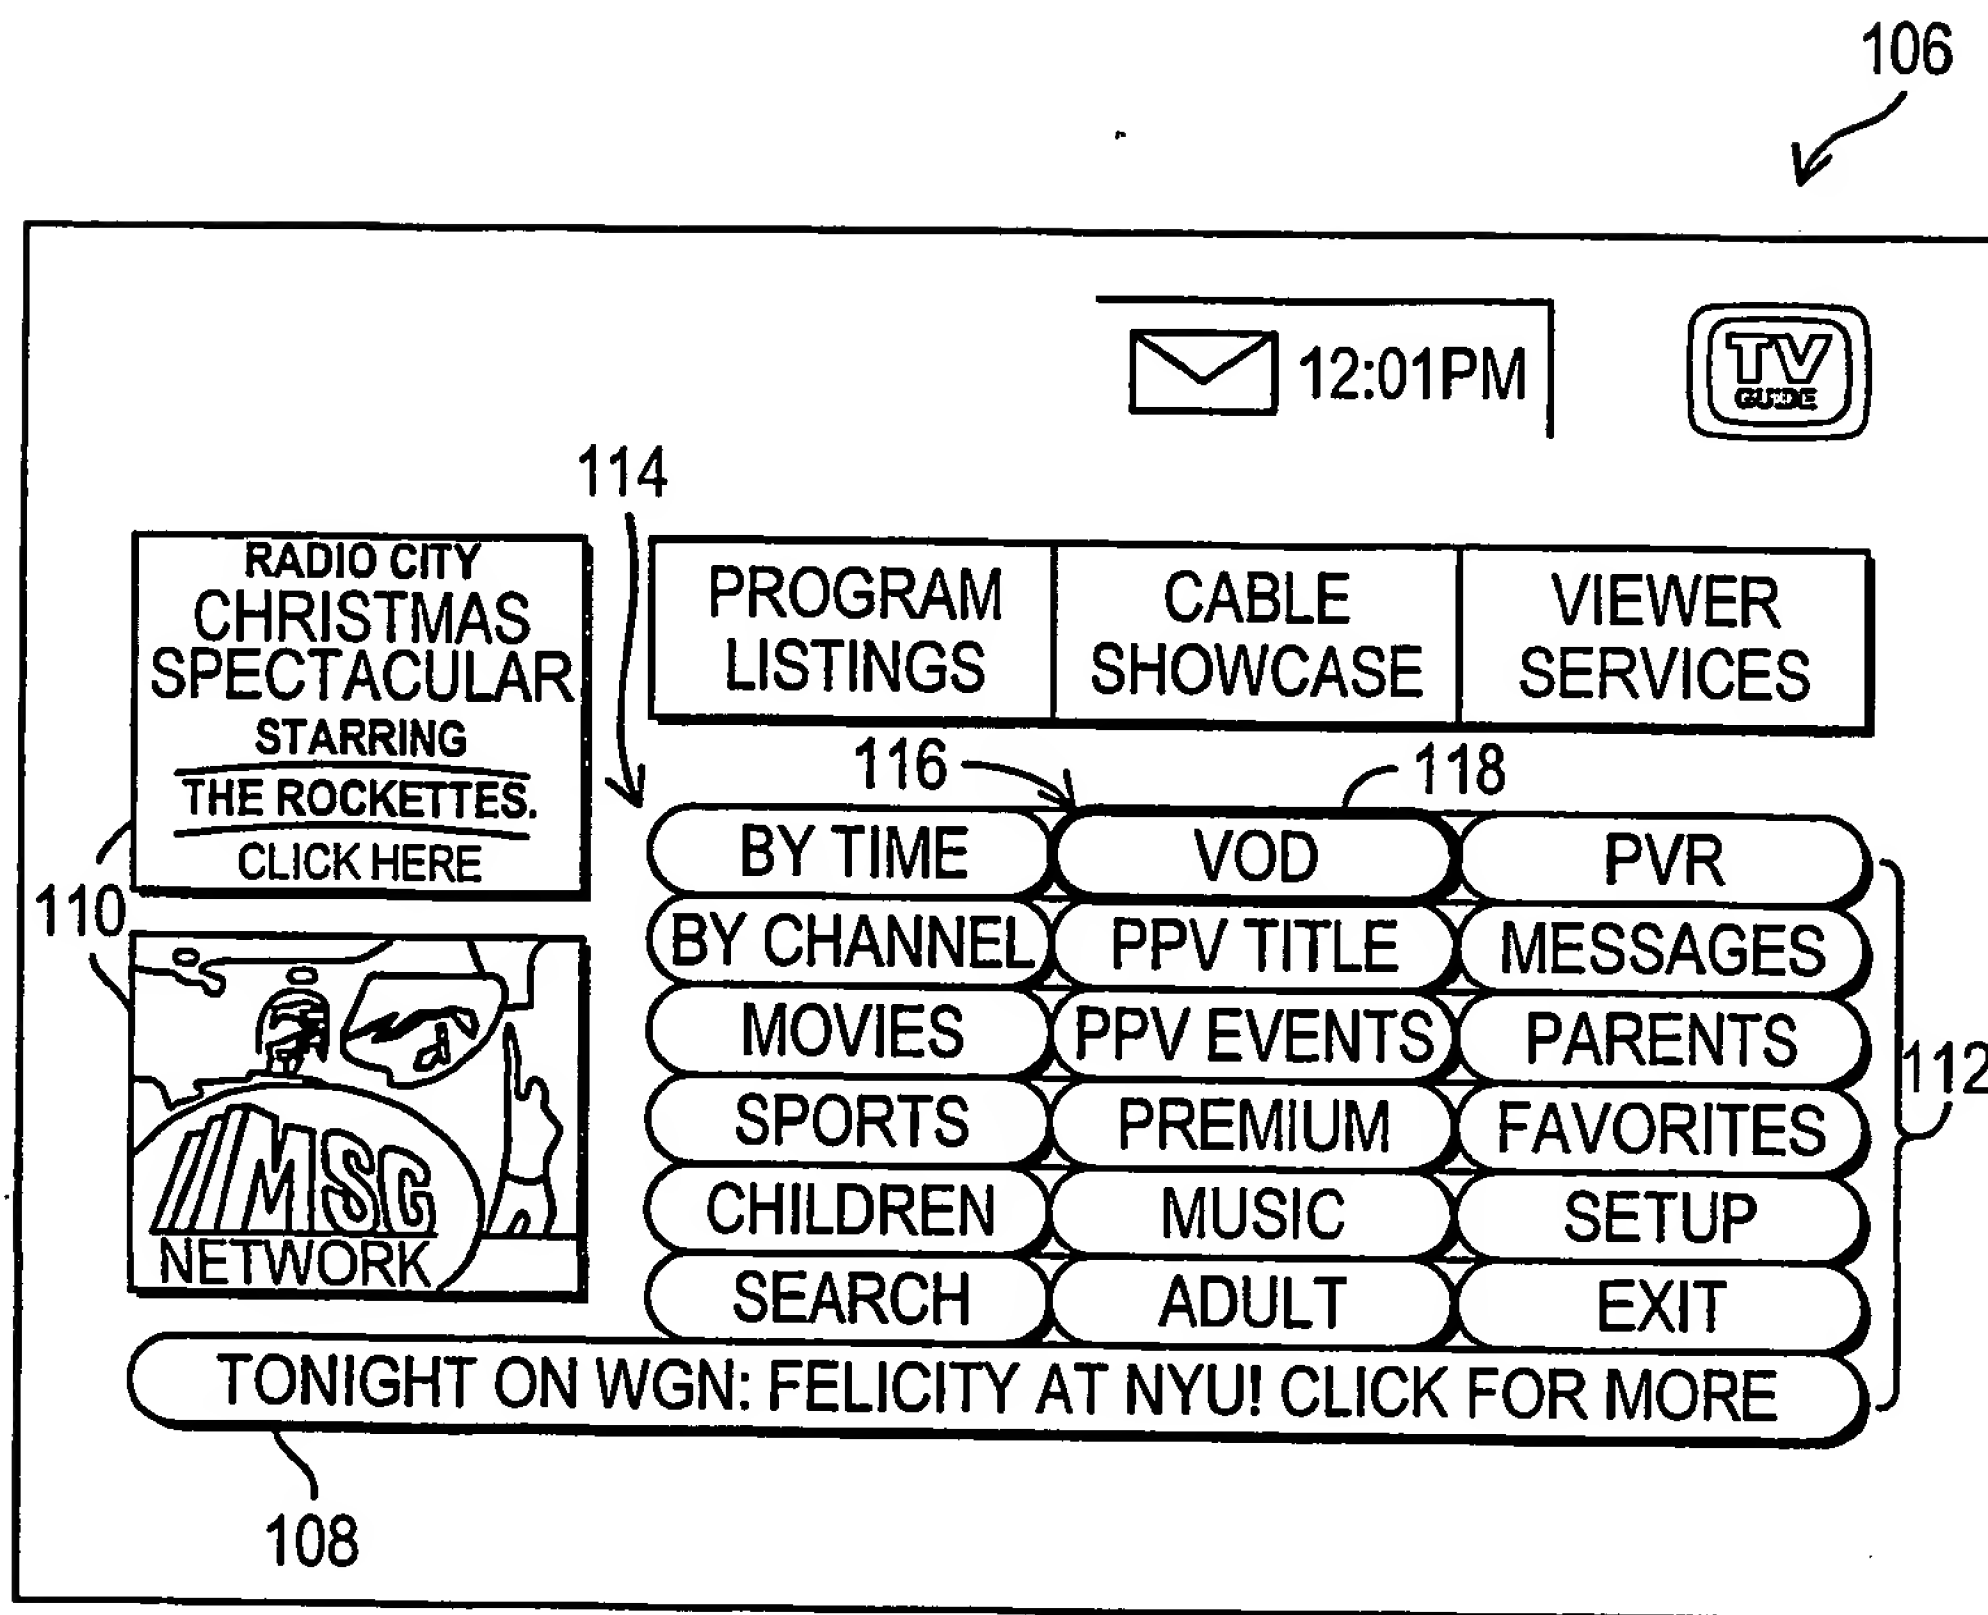 106
12:01PM
TV
GUIDE
114
RADIO CITY
CHRISTMAS
SPECTACULAR
STARRING
THE ROCKETTES.
CLICK HERE
110
PROGRAM
LISTINGS
CABLE
SHOWCASE
VIEWER
SERVICES
116
118
BY TIME
VOD
PVR
BY CHANNEL
PPV TITLE
MESSAGES
MOVIES
PPV EVENTS
PARENTS
112
SPORTS
PREMIUM
FAVORITES
CHILDREN
MUSIC
SETUP
SEARCH
ADULT
EXIT
MSG
NETWORK
TONIGHT ON WGN: FELICITY AT NYU! CLICK FOR MORE
108